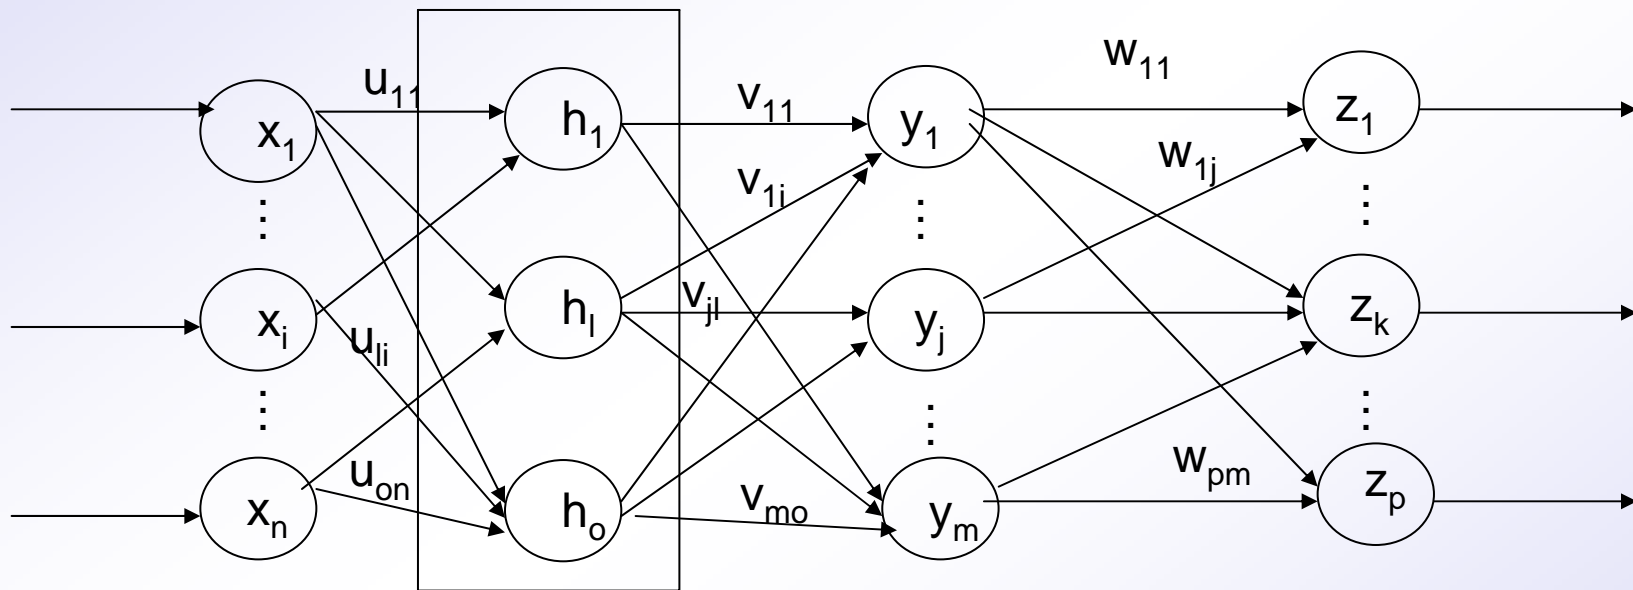 w₁₁
u₁₁
v₁₁
x₁
h₁
y₁
z₁
w₁ⱼ
v₁ᵢ
⋮
⋮
⋮
vⱼₗ
xᵢ
hₗ
yⱼ
zₖ
uₗᵢ
⋮
⋮
⋮
uₒₙ
wₚₘ
vₘₒ
xₙ
hₒ
yₘ
zₚ